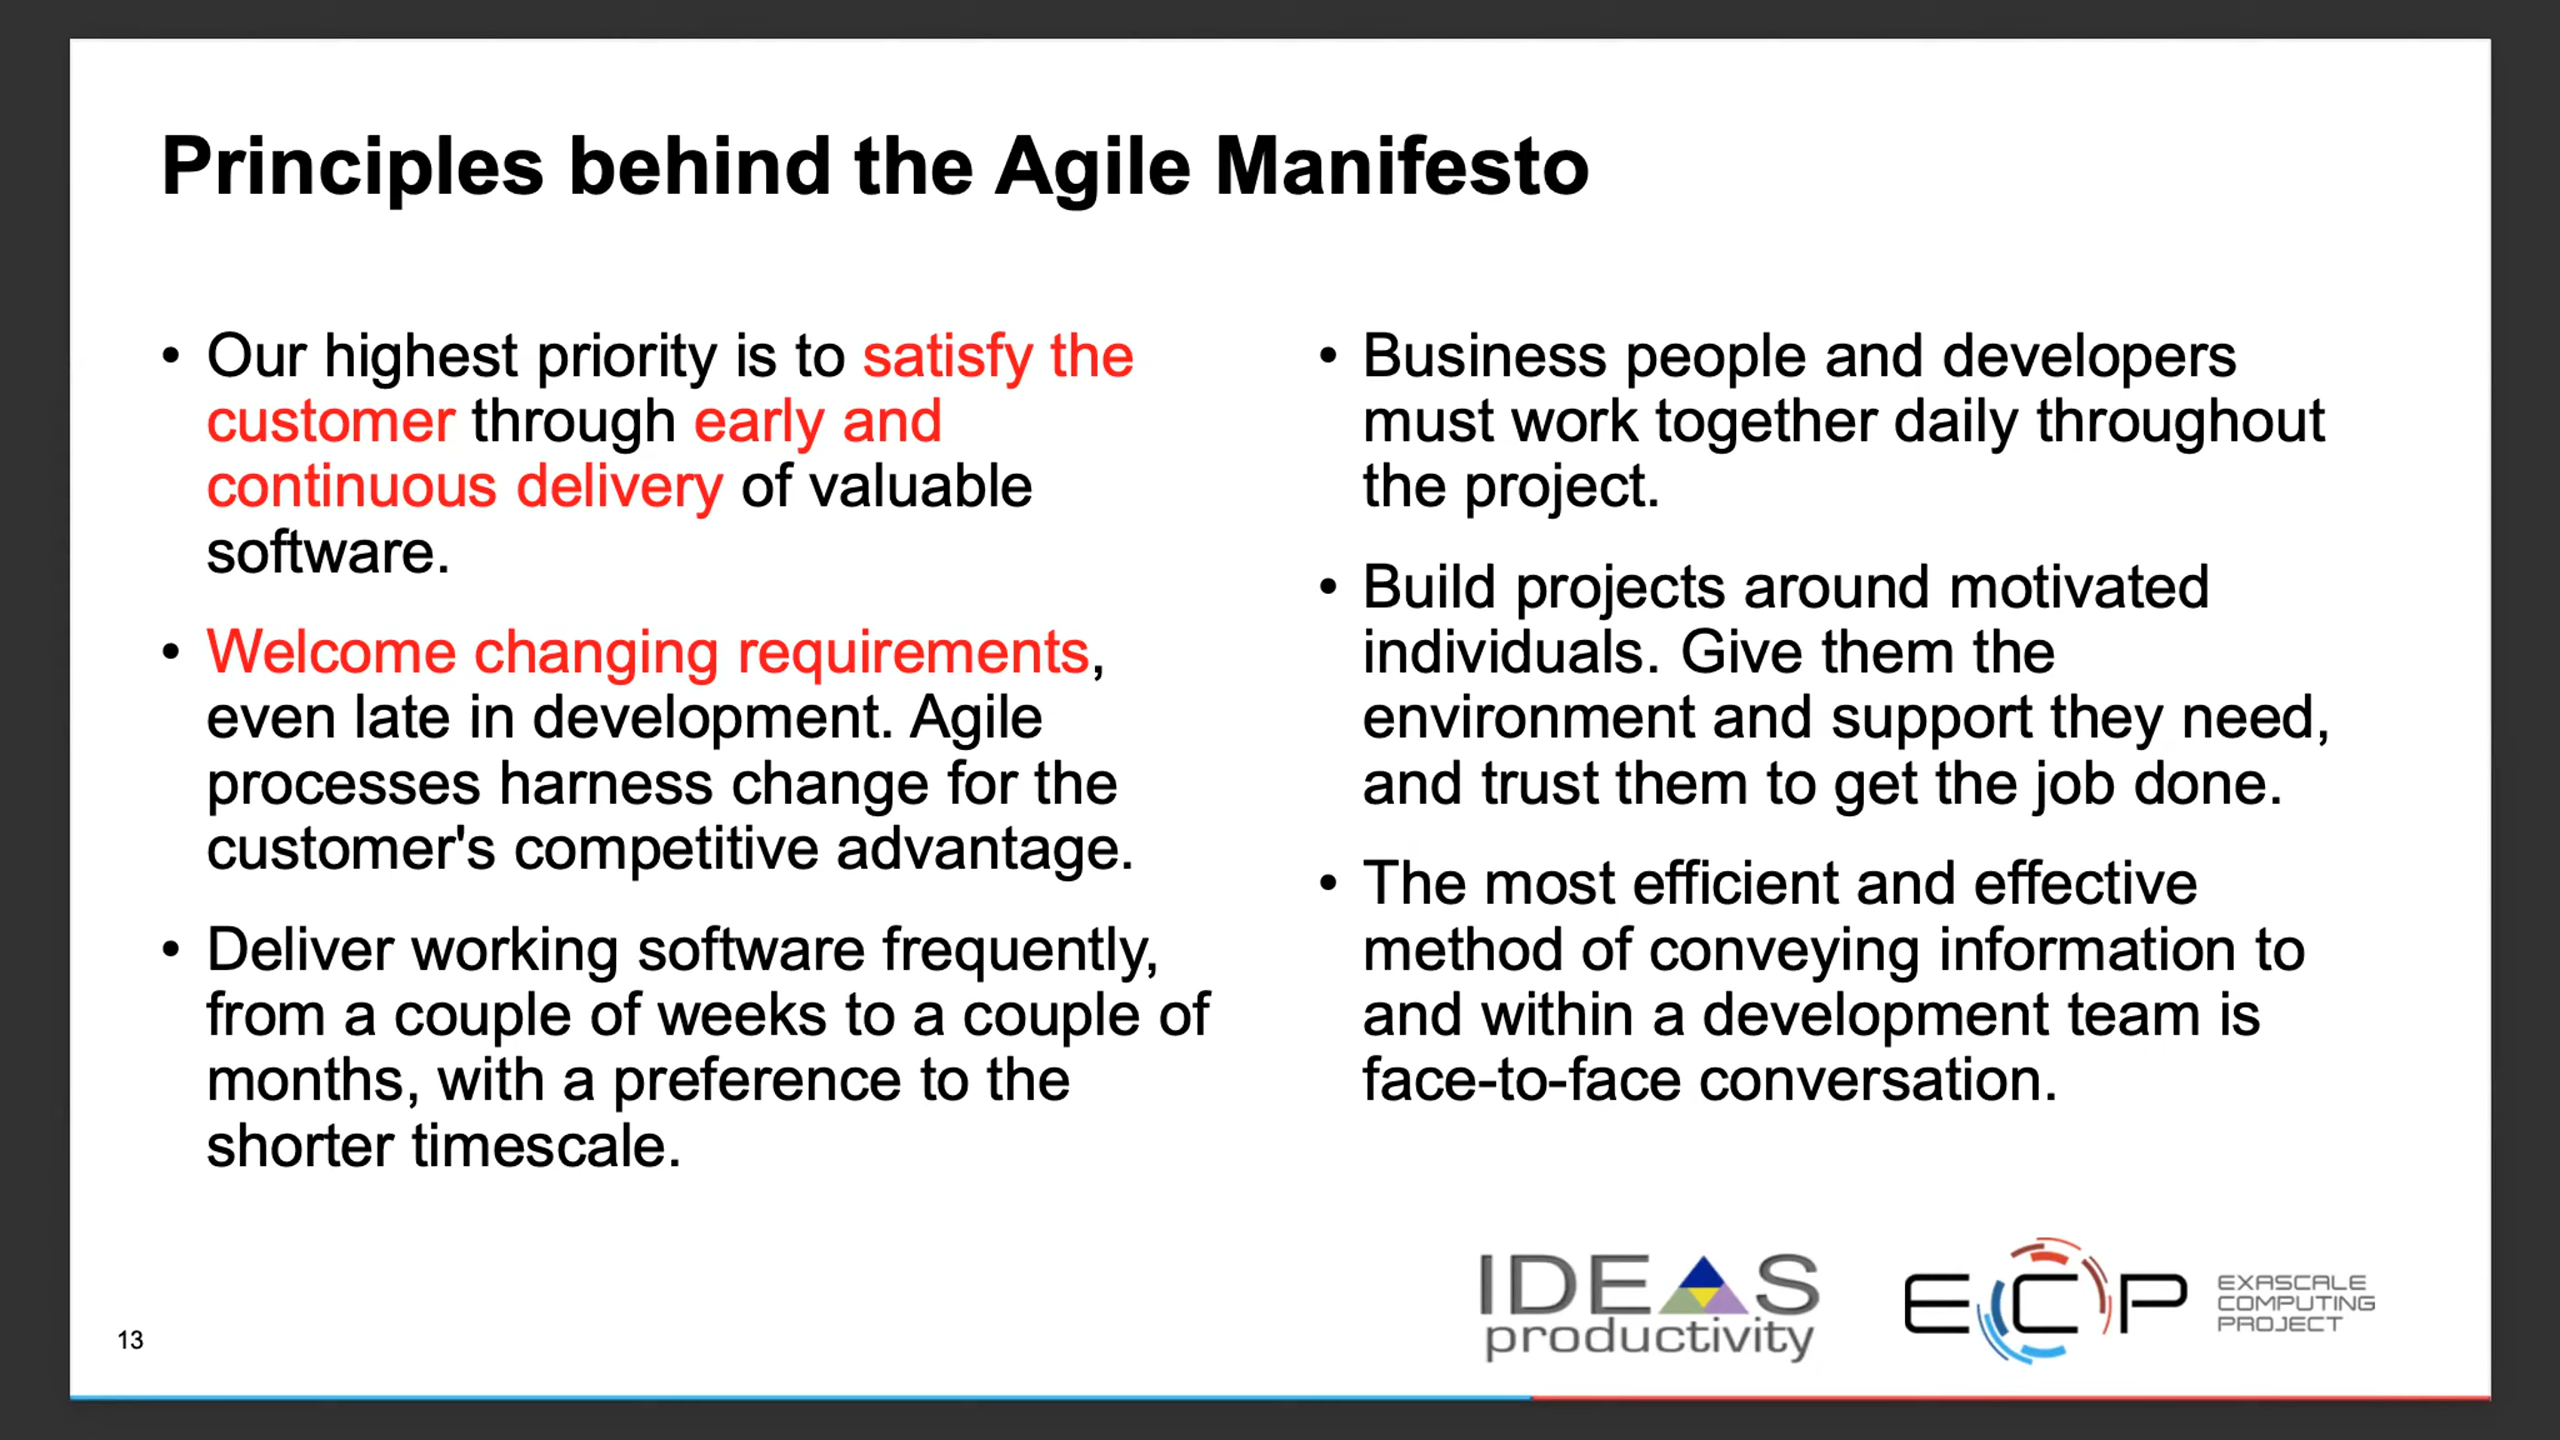 Principles behind the Agile Manifesto
• Our highest priority is to satisfy the
customer through early and
continuous delivery of valuable
software.
• Welcome changing requirements,
even late in development. Agile
processes harness change for the
customer's competitive advantage.
• Deliver working software frequently,
from a couple of weeks to a couple of
months, with a preference to the
shorter timescale.
• Business people and developers
must work together daily throughout
the project.
• Build projects around motivated
individuals. Give them the
environment and support they need,
and trust them to get the job done.
• The most efficient and effective
method of conveying information to
and within a development team is
face-to-face conversation.
13
IDEAS
productivity
ECP
EXASCALE
COMPUTING
PROJECT